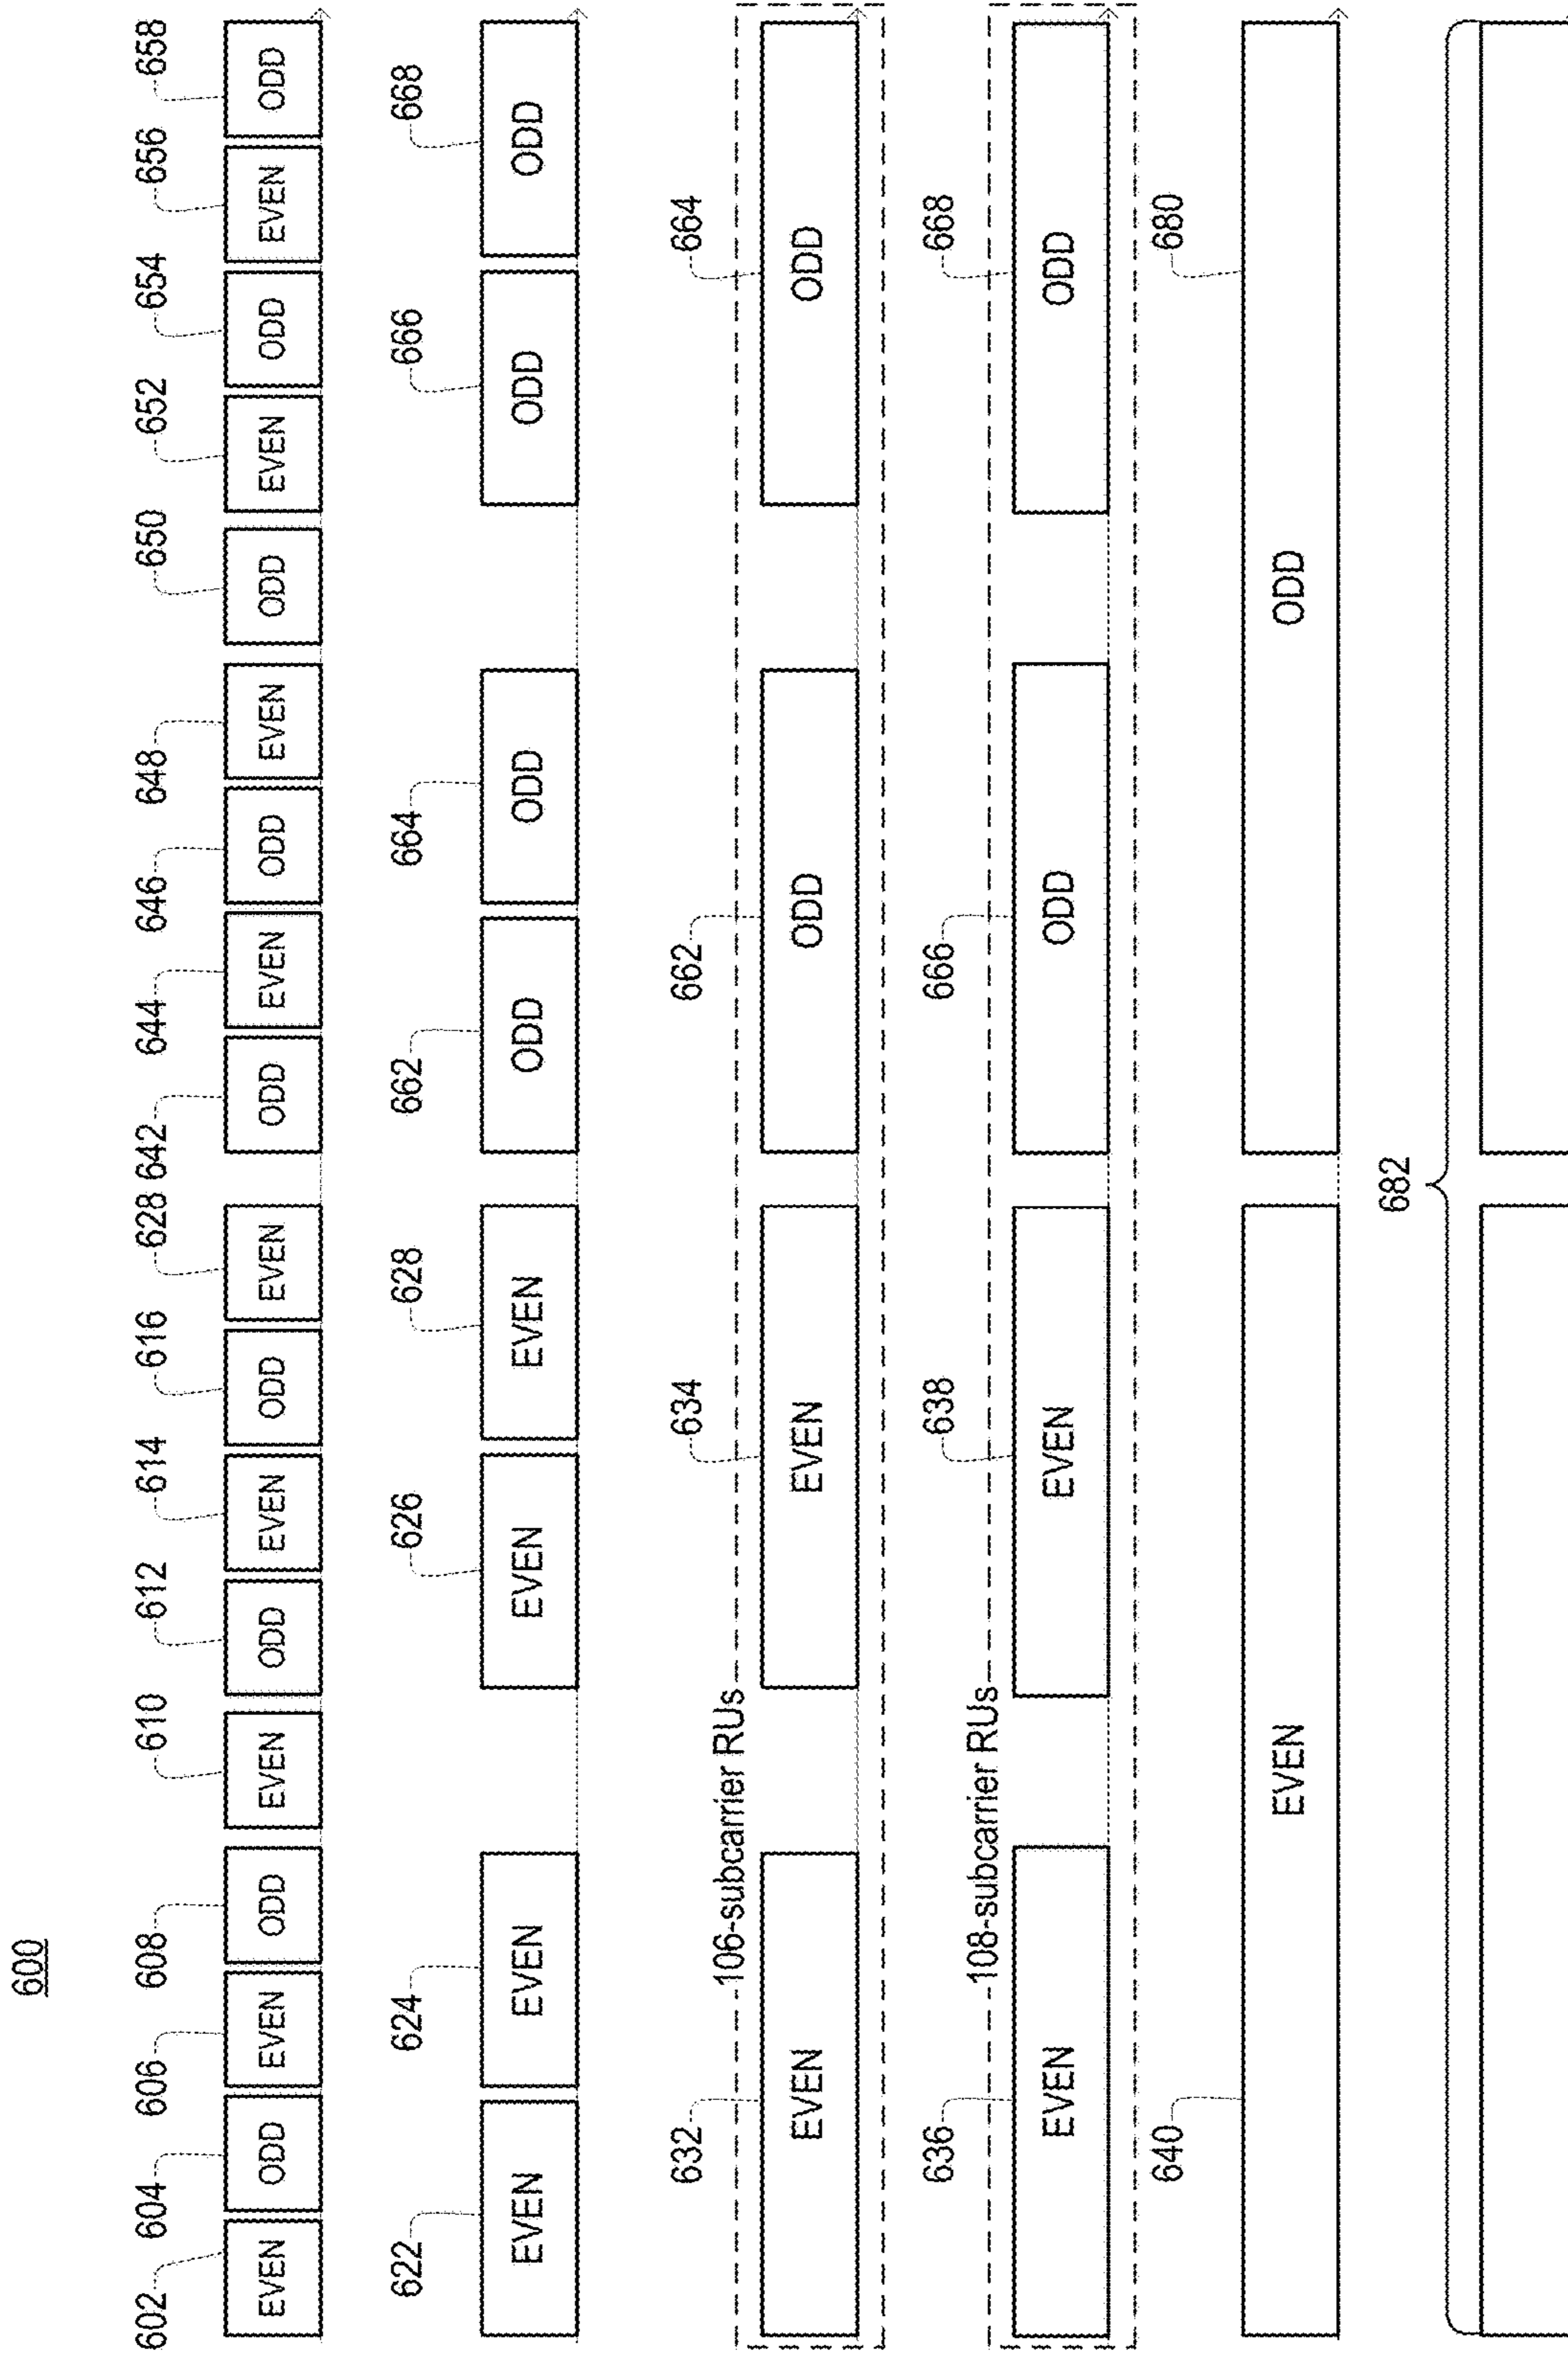 600
602 604 606 608 610 612 614 616 628 642 644 646 648 650 652 654 656 658
EVEN ODD EVEN ODD EVEN ODD EVEN ODD EVEN ODD EVEN ODD EVEN ODD EVEN ODD EVEN ODD
622 624 626 628 662 664 666 668
EVEN EVEN EVEN EVEN ODD ODD ODD ODD
632 634 662 664
106-subcarrier RUs
EVEN EVEN ODD ODD
636 638 666 668
108-subcarrier RUs
EVEN EVEN ODD ODD
640 680
EVEN ODD
682